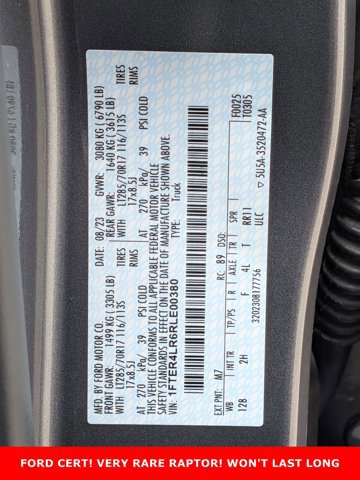 MFD. BY FORD MOTOR CO.
DATE: 08/23 GVWR: 3080 KG ( 6790 LB)
FRONT GAWR: 1499 KG ( 3305 LB) REAR GAWR: 1640 KG ( 3615 LB)
WITH LT285/70R17 116/113S TIRES WITH LT285/70R17 116/113S TIRES
17x8.5J RIMS 17x8.5J RIMS
AT 270 kPa/ 39 PSI COLD AT 270 kPa/ 39 PSI COLD
THIS VEHICLE CONFORMS TO ALL APPLICABLE FEDERAL MOTOR VEHICLE
SAFETY STANDARDS IN EFFECT ON THE DATE OF MANUFACTURE SHOWN ABOVE.
1FTER4LR6RLE00380 Truck
F0025
T0305
EXT PNT: M7 RC: 89 DSO:
WB INT TR TP/PS R AXLE TR SPR
128 2H F 4L T RR11
ULC
3202308177756
5U5A-3520472-AA
FORD CERT! VERY RARE RAPTOR! WON'T LAST LONG